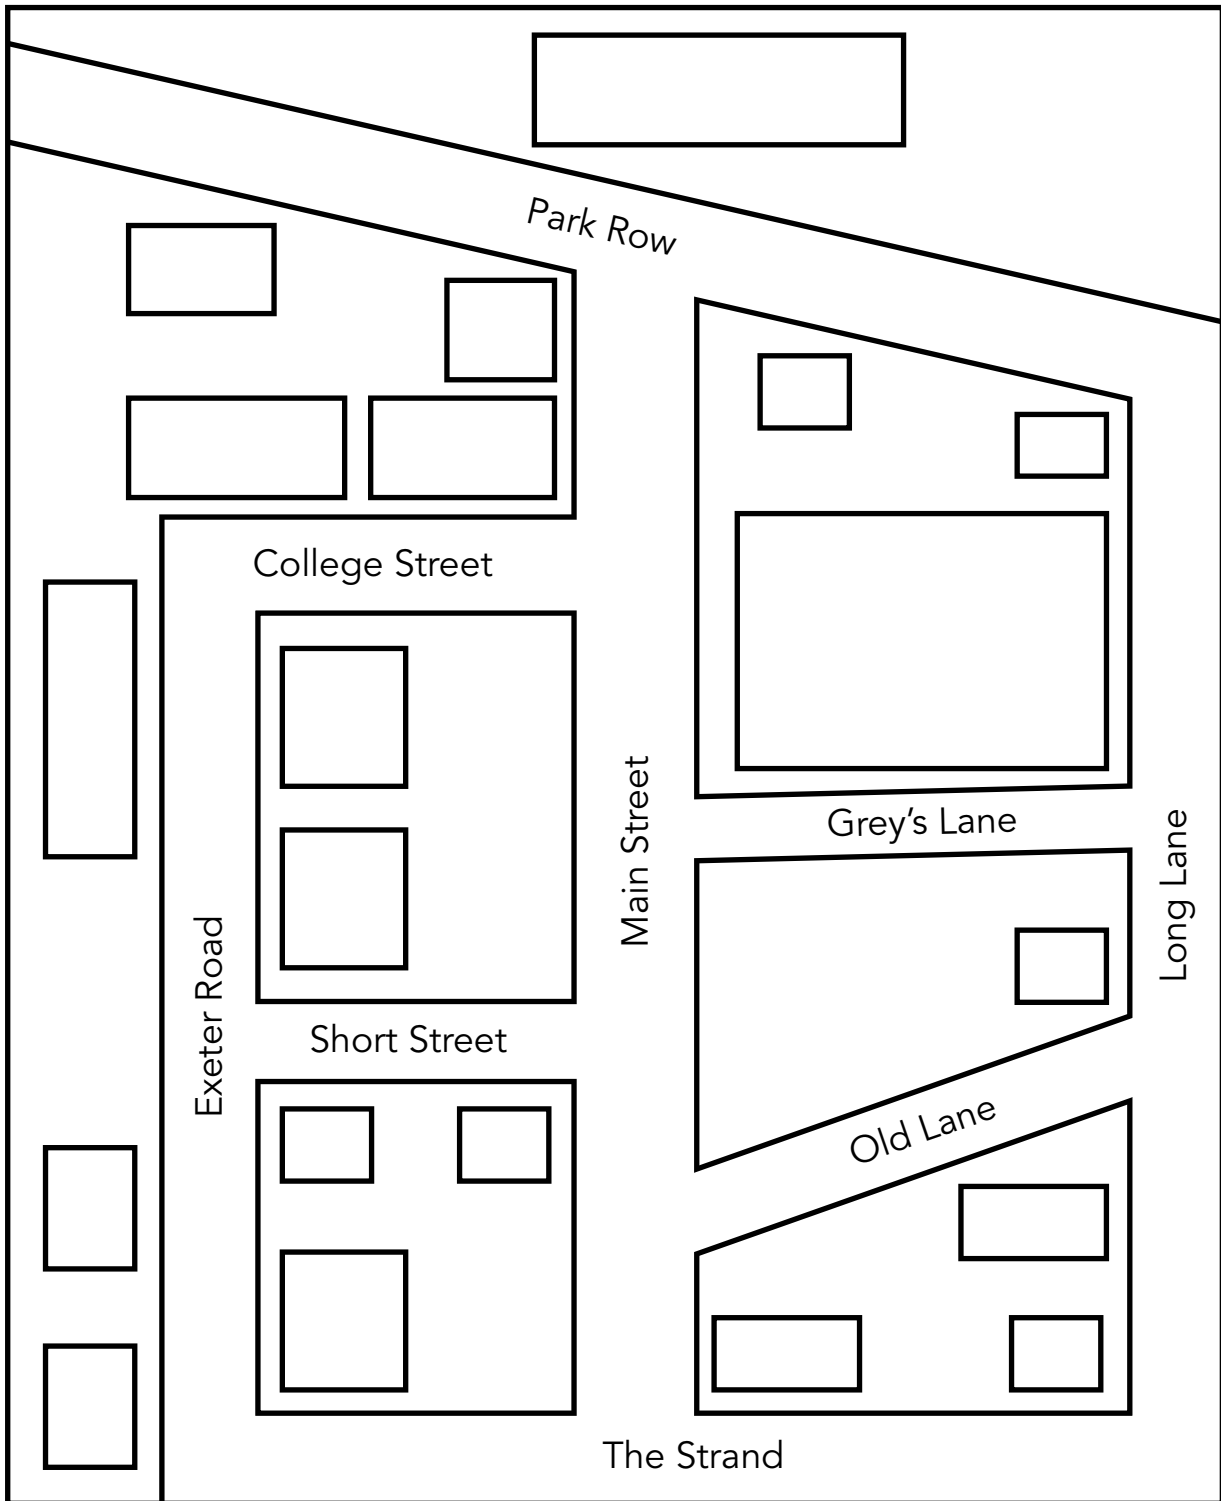 Park Row
College Street
Main Street
Grey’s Lane
Long Lane
Exeter Road
Short Street
Old Lane
The Strand